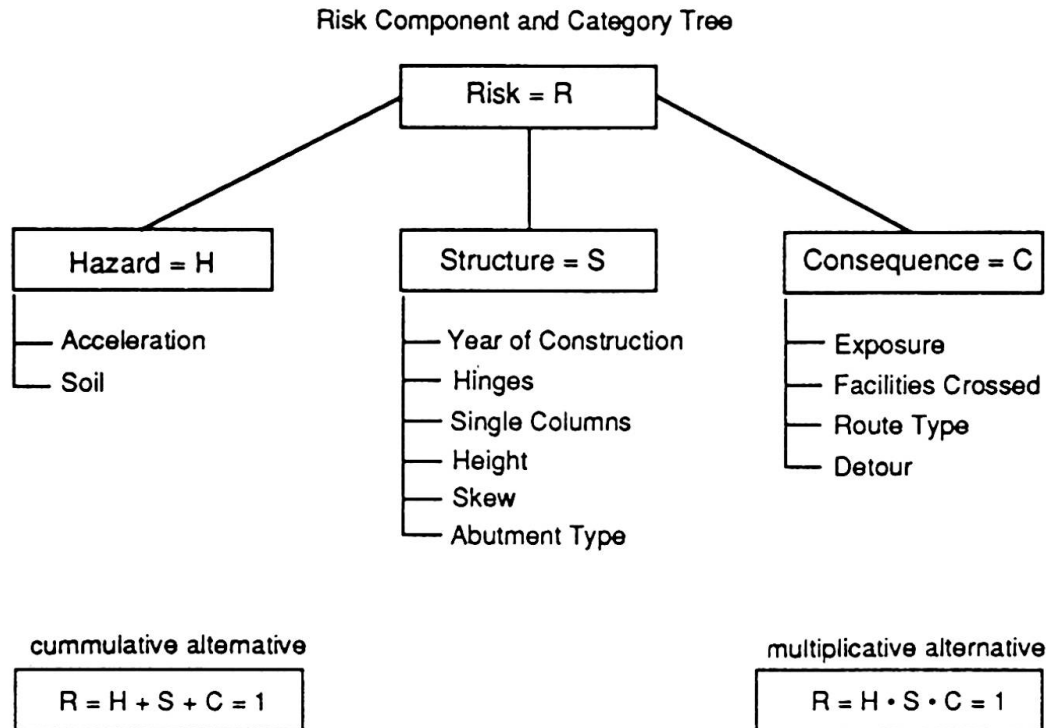 Risk Component and Category Tree
Risk = R
Hazard = H
Acceleration
Soil
Structure = S
Year of Construction
Hinges
Single Columns
Height
Skew
Abutment Type
Consequence = C
Exposure
Facilities Crossed
Route Type
Detour
cummulative alternative
R = H + S + C = 1
multiplicative alternative
R = H • S • C = 1